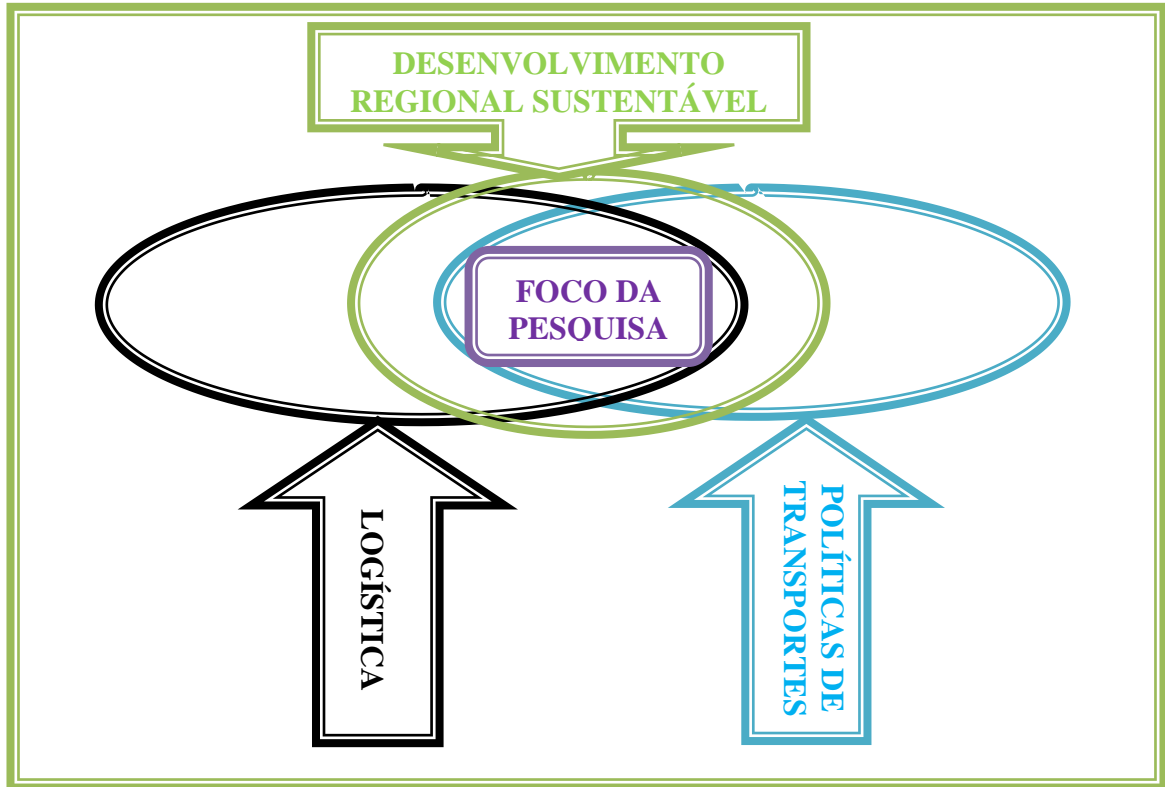 DESENVOLVIMENTO
REGIONAL SUSTENTÁVEL
FOCO DA
PESQUISA
LOGÍSTICA
POLÍTICAS DE
TRANSPORTES